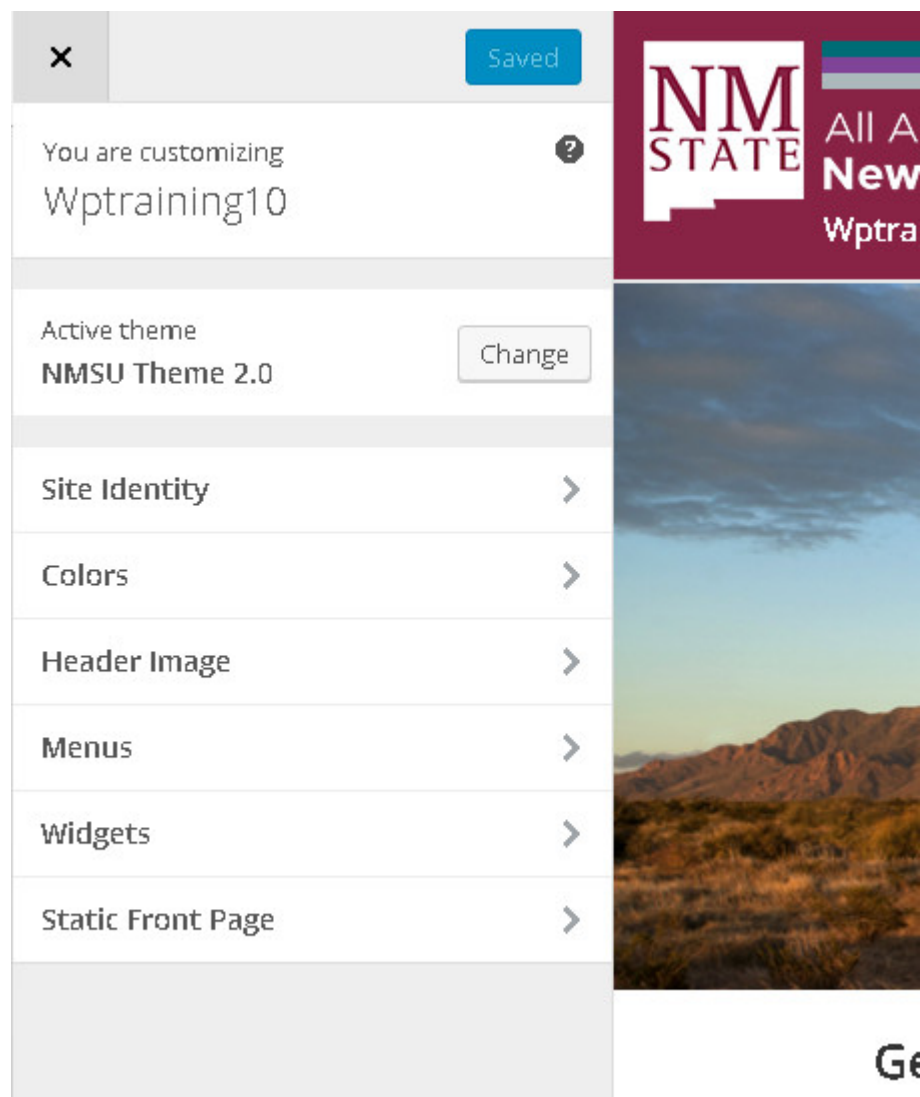 Saved
You are customizing
Wptraining10
Active theme
NMSU Theme 2.0
Change
Site Identity
Colors
Header Image
Menus
Widgets
Static Front Page
NM
STATE
All A
New
Wptra
Ge